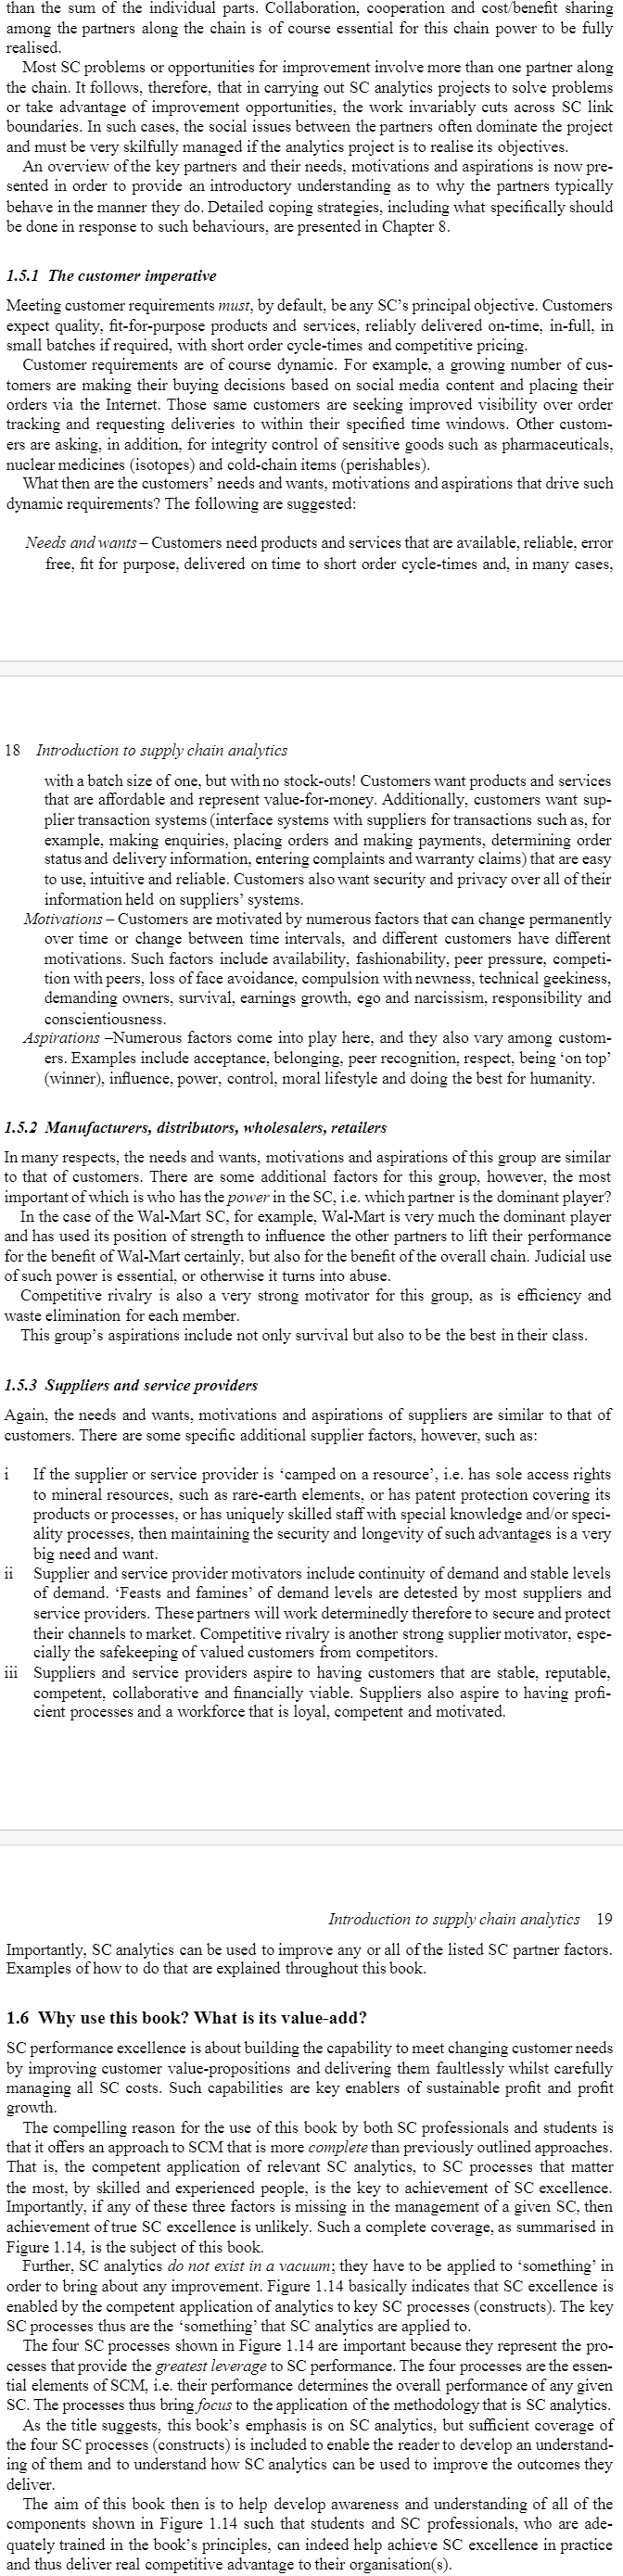 than the sum of the individual parts. Collaboration, cooperation and cost/benefit sharing
among the partners along the chain is of course essential for this chain power to be fully
realised.
Most SC problems or opportunities for improvement involve more than one partner along
the chain. It follows, therefore, that in carrying out SC analytics projects to solve problems
or take advantage of improvement opportunities, the work invariably cuts across SC link
boundaries. In such cases, the social issues between the partners often dominate the project
and must be very skilfully managed if the analytics project is to realise its objectives.
An overview of the key partners and their needs, motivations and aspirations is now pre-
sented in order to provide an introductory understanding as to why the partners typically
behave in the manner they do. Detailed coping strategies, including what specifically should
be done in response to such behaviours, are presented in Chapter 8.
1.5.1 The customer imperative
Meeting customer requirements must, by default, be any SC's principal objective. Customers
expect quality, fit-for-purpose products and services, reliably delivered on-time, in-full, in
small batches if required, with short order cycle-times and competitive pricing.
Customer requirements are of course dynamic. For example, a growing number of cus-
tomers are making their buying decisions based on social media content and placing their
orders via the Internet. Those same customers are seeking improved visibility over order
tracking and requesting deliveries to within their specified time windows. Other custom-
ers are asking, in addition, for integrity control of sensitive goods such as pharmaceuticals,
nuclear medicines (isotopes) and cold-chain items (perishables).
What then are the customers' needs and wants, motivations and aspirations that drive such
dynamic requirements? The following are suggested:
Needs and wants – Customers need products and services that are available, reliable, error
free, fit for purpose, delivered on time to short order cycle-times and, in many cases,
18 Introduction to supply chain analytics
with a batch size of one, but with no stock-outs! Customers want products and services
that are affordable and represent value-for-money. Additionally, customers want sup-
plier transaction systems (interface systems with suppliers for transactions such as, for
example, making enquiries, placing orders and making payments, determining order
status and delivery information, entering complaints and warranty claims) that are easy
to use, intuitive and reliable. Customers also want security and privacy over all of their
information held on suppliers' systems.
Motivations – Customers are motivated by numerous factors that can change permanently
over time or change between time intervals, and different customers have different
motivations. Such factors include availability, fashionability, peer pressure, competi-
tion with peers, loss of face avoidance, compulsion with newness, technical geekiness,
demanding owners, survival, earnings growth, ego and narcissism, responsibility and
conscientiousness.
Aspirations –Numerous factors come into play here, and they also vary among custom-
ers. Examples include acceptance, belonging, peer recognition, respect, being 'on top'
(winner), influence, power, control, moral lifestyle and doing the best for humanity.
1.5.2 Manufacturers, distributors, wholesalers, retailers
In many respects, the needs and wants, motivations and aspirations of this group are similar
to that of customers. There are some additional factors for this group, however, the most
important of which is who has the power in the SC, i.e. which partner is the dominant player?
In the case of the Wal-Mart SC, for example, Wal-Mart is very much the dominant player
and has used its position of strength to influence the other partners to lift their performance
for the benefit of Wal-Mart certainly, but also for the benefit of the overall chain. Judicial use
of such power is essential, or otherwise it turns into abuse.
Competitive rivalry is also a very strong motivator for this group, as is efficiency and
waste elimination for each member.
This group's aspirations include not only survival but also to be the best in their class.
1.5.3 Suppliers and service providers
Again, the needs and wants, motivations and aspirations of suppliers are similar to that of
customers. There are some specific additional supplier factors, however, such as:
i If the supplier or service provider is 'camped on a resource', i.e. has sole access rights
to mineral resources, such as rare-earth elements, or has patent protection covering its
products or processes, or has uniquely skilled staff with special knowledge and/or speci-
ality processes, then maintaining the security and longevity of such advantages is a very
big need and want.
ii Supplier and service provider motivators include continuity of demand and stable levels
of demand. 'Feasts and famines' of demand levels are detested by most suppliers and
service providers. These partners will work determinedly therefore to secure and protect
their channels to market. Competitive rivalry is another strong supplier motivator, espe-
cially the safekeeping of valued customers from competitors.
iii Suppliers and service providers aspire to having customers that are stable, reputable,
competent, collaborative and financially viable. Suppliers also aspire to having profi-
cient processes and a workforce that is loyal, competent and motivated.
Introduction to supply chain analytics 19
Importantly, SC analytics can be used to improve any or all of the listed SC partner factors.
Examples of how to do that are explained throughout this book.
1.6 Why use this book? What is its value-add?
SC performance excellence is about building the capability to meet changing customer needs
by improving customer value-propositions and delivering them faultlessly whilst carefully
managing all SC costs. Such capabilities are key enablers of sustainable profit and profit
growth.
The compelling reason for the use of this book by both SC professionals and students is
that it offers an approach to SCM that is more complete than previously outlined approaches.
That is, the competent application of relevant SC analytics, to SC processes that matter
the most, by skilled and experienced people, is the key to achievement of SC excellence.
Importantly, if any of these three factors is missing in the management of a given SC, then
achievement of true SC excellence is unlikely. Such a complete coverage, as summarised in
Figure 1.14, is the subject of this book.
Further, SC analytics do not exist in a vacuum; they have to be applied to 'something' in
order to bring about any improvement. Figure 1.14 basically indicates that SC excellence is
enabled by the competent application of analytics to key SC processes (constructs). The key
SC processes thus are the 'something' that SC analytics are applied to.
The four SC processes shown in Figure 1.14 are important because they represent the pro-
cesses that provide the greatest leverage to SC performance. The four processes are the essen-
tial elements of SCM, i.e. their performance determines the overall performance of any given
SC. The processes thus bring focus to the application of the methodology that is SC analytics.
As the title suggests, this book's emphasis is on SC analytics, but sufficient coverage of
the four SC processes (constructs) is included to enable the reader to develop an understand-
ing of them and to understand how SC analytics can be used to improve the outcomes they
deliver.
The aim of this book then is to help develop awareness and understanding of all of the
components shown in Figure 1.14 such that students and SC professionals, who are ade-
quately trained in the book's principles, can indeed help achieve SC excellence in practice
and thus deliver real competitive advantage to their organisation(s).